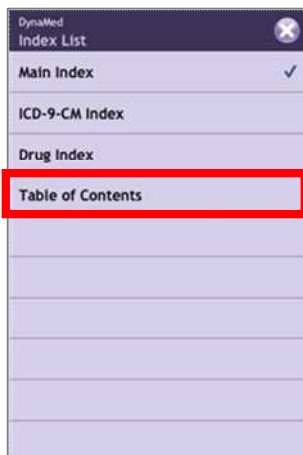 DynaMed
Index List
Main Index
ICD-9-CM Index
Drug Index
Table of Contents